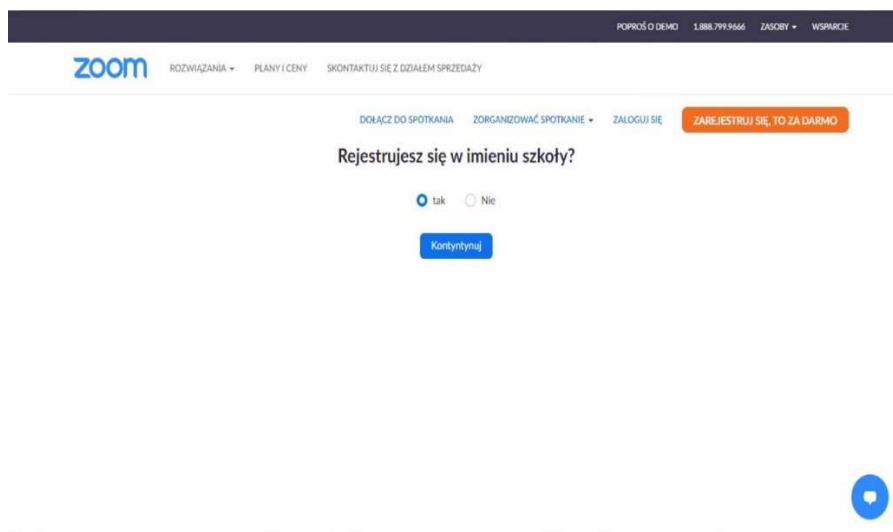 POPROŚ O DEMO 1.888.799.9666 ZASOBY WSPARCIE
zoom ROZWIĄZANIA PLANY I CENY SKONTAKTUJ SIĘ Z DZIAŁEM SPRZEDAŻY
DOŁĄCZ DO SPOTKANIA ZORGANIZOWAĆ SPOTKANIE ZALOGUJ SIĘ ZAREJESTRUJ SIĘ, TO ZA DARMO
Rejestrujesz się w imieniu szkoły?
tak Nie
Kontyntynuj